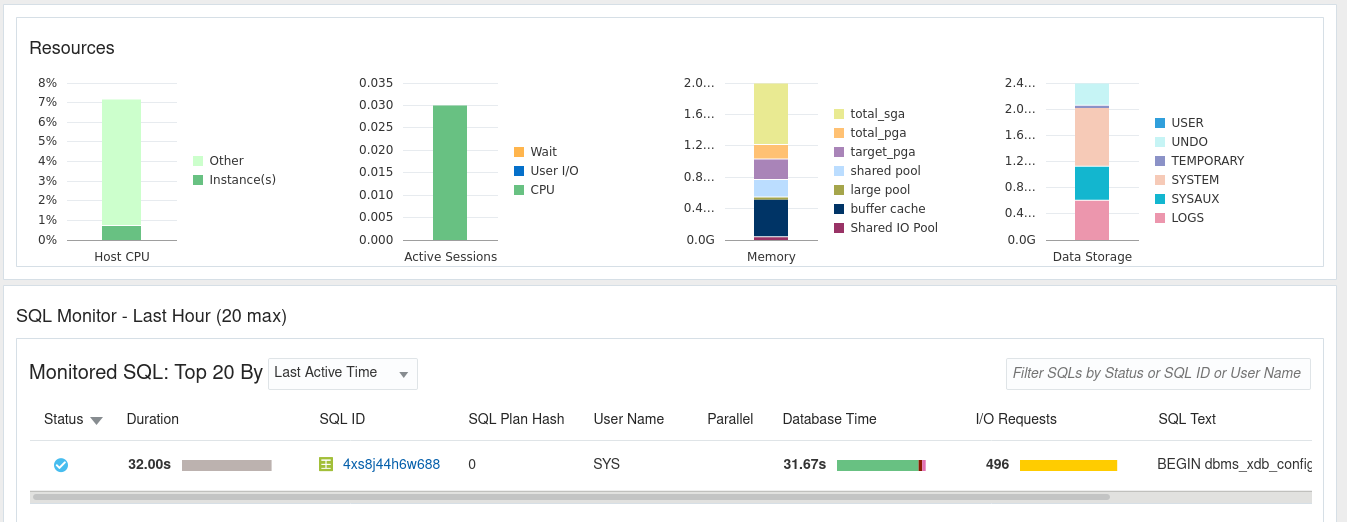 Resources
8%
7%
6%
5%
4%
3%
2%
1%
0%
Host CPU
Other
Instance(s)
0.035
0.030
0.025
0.020
0.015
0.010
0.005
0.000
Active Sessions
Wait
User I/O
CPU
2.0...
1.6...
1.2...
0.8...
0.4...
0.0G
Memory
total_sga
total_pga
target_pga
shared pool
large pool
buffer cache
Shared IO Pool
2.4...
2.0...
1.6...
1.2...
0.8...
0.4...
0.0G
Data Storage
USER
UNDO
TEMPORARY
SYSTEM
SYSAUX
LOGS
SQL Monitor - Last Hour (20 max)
Monitored SQL: Top 20 By Last Active Time Filter SQLs by Status or SQL ID or User Name
Status Duration SQL ID SQL Plan Hash User Name Parallel Database Time I/O Requests SQL Text
32.00s 4xs8j44h6w688 0 SYS 31.67s 496 BEGIN dbms_xdb_config